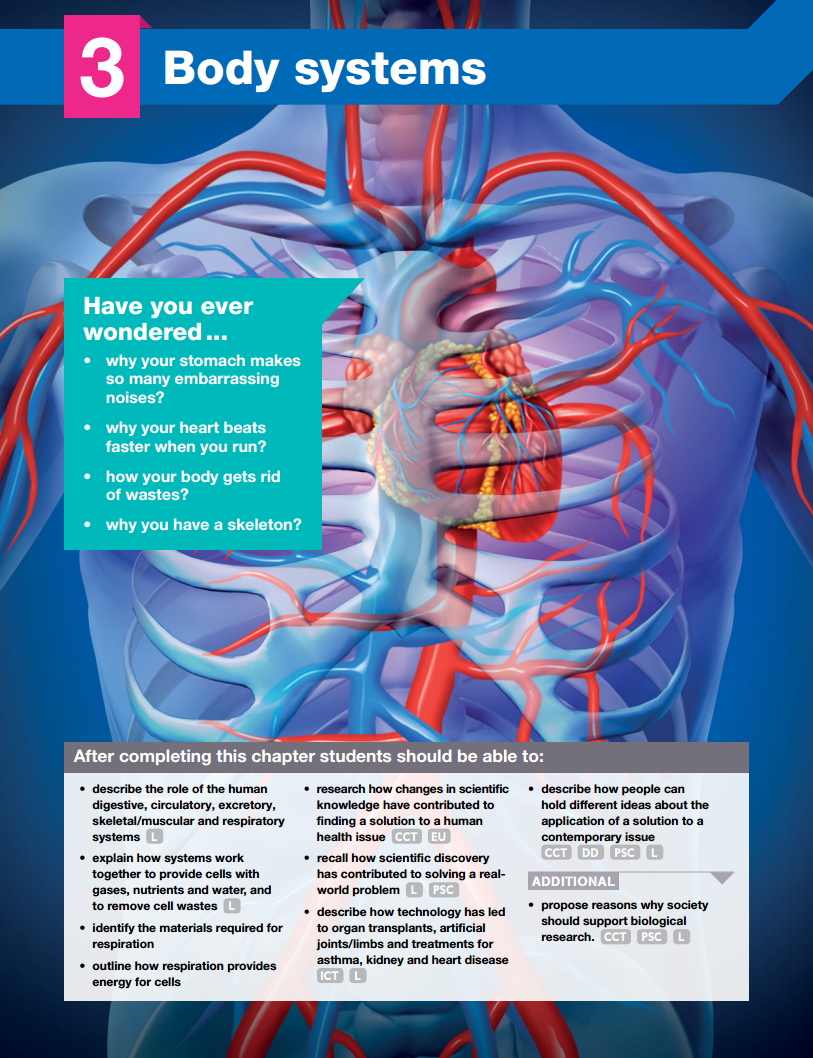 3
Body systems
Have you ever
wondered...
• why your stomach makes
so many embarrassing
noises?
• why your heart beats
faster when you run?
• how your body gets rid
of wastes?
• why you have a skeleton?
After completing this chapter students should be able to:
• describe the role of the human
digestive, circulatory, excretory,
skeletal/muscular and respiratory
systems L
• explain how systems work
together to provide cells with
gases, nutrients and water, and
to remove cell wastes L
• identify the materials required for
respiration
• outline how respiration provides
energy for cells
• research how changes in scientific
knowledge have contributed to
finding a solution to a human
health issue CCT EU
• recall how scientific discovery
has contributed to solving a real-
world problem L PSC
• describe how technology has led
to organ transplants, artificial
joints/limbs and treatments for
asthma, kidney and heart disease
ICT L
• describe how people can
hold different ideas about the
application of a solution to a
contemporary issue
CCT DD PSC L
ADDITIONAL
• propose reasons why society
should support biological
research. CCT PSC L